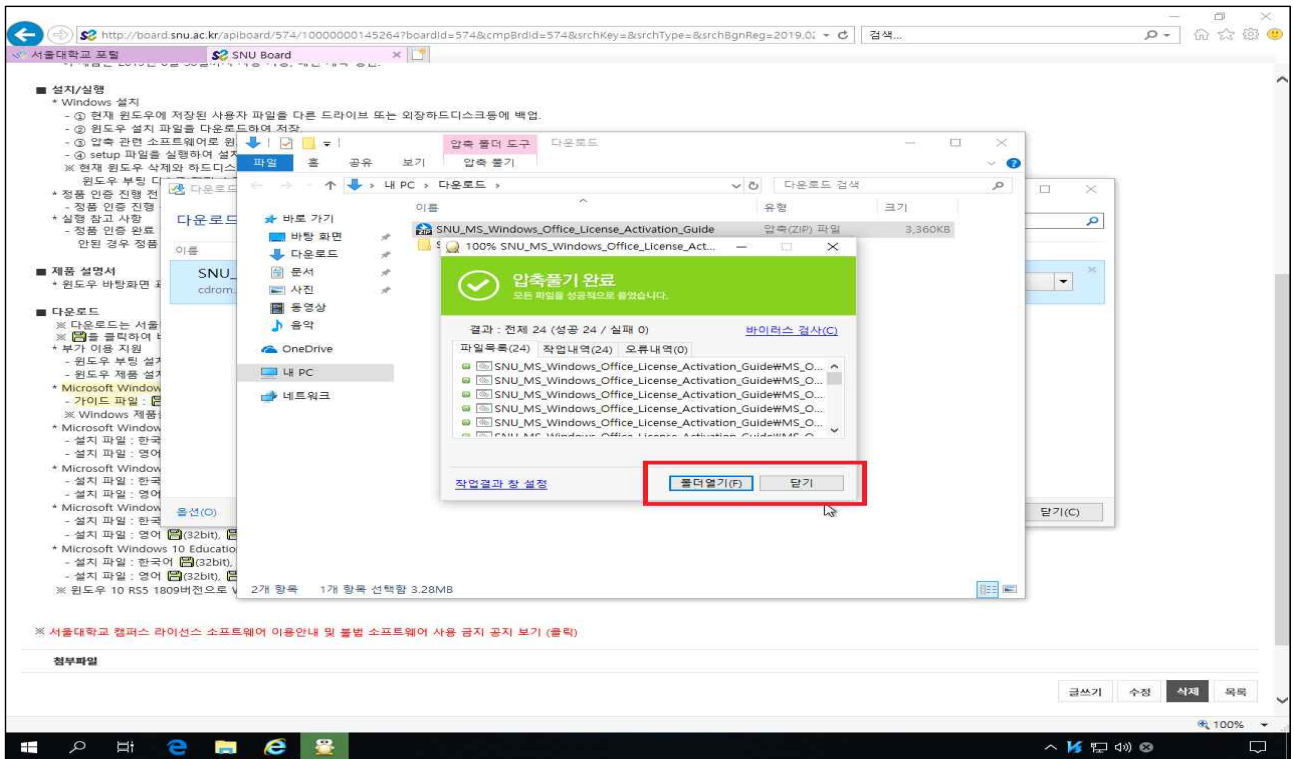 http://board.snu.ac.kr/apiboard/574/10000000145264?boardId=574&cmpBrdId=574&srchKey=&srchType=&srchBgnReg=2019.0
검색...
서울대학교 포털
SNU Board
■ 설치/실행
* Windows 설치
- ① 현재 윈도우에 저장된 사용자 파일을 다른 드라이브 또는 외장하드디스크등에 백업.
- ② 윈도우 설치 파일을 다운로드하여 저장.
- ③ 압축 관련 소프트웨어로 윈
- ④ setup 파일을 실행하여 설치
※ 현재 윈도우 삭제와 하드디스
윈도우 부팅
* 정품 인증 진행 전
- 정품 인증 진행
* 실행 참고 사항
- 정품 인증 완료
안된 경우 정품
■ 제품 설명서
* 윈도우 바탕화면
■ 다운로드
※ 다운로드는 서울
※ 을 클릭하여
* 부가 이용 지원
- 윈도우 부팅 설치
- 윈도우 제품 설치
* Microsoft Window
- 가이드 파일 :
※ Windows 제품
* Microsoft Window
- 설치 파일 : 한국
- 설치 파일 : 영어
* Microsoft Window
- 설치 파일 : 한국
- 설치 파일 : 영어
* Microsoft Window
- 설치 파일 : 한국
- 설치 파일 : 영어 (32bit),
* Microsoft Windows 10 Educatio
- 설치 파일 : 한국어 (32bit),
- 설치 파일 : 영어 (32bit),
※ 윈도우 10 RS5 1809버전으로
※ 서울대학교 캠퍼스 라이선스 소프트웨어 이용안내 및 불법 소프트웨어 사용 금지 공지 보기 (클릭)
첨부파일
글쓰기 수정 삭제 목록
100%
다운로드
다운로드
이름
SNU_
cdrom.
옵션(O)
닫기(C)
압축 폴더 도구 다운로드
파일 홈 공유 보기 압축 풀기
내 PC › 다운로드 ›
다운로드 검색
이름 유형 크기
바로 가기
바탕 화면
다운로드
문서
사진
동영상
음악
OneDrive
내 PC
네트워크
SNU_MS_Windows_Office_License_Activation_Guide 압축(ZIP) 파일 3,360KB
2개 항목 1개 항목 선택함 3.28MB
100% SNU_MS_Windows_Office_License_Act...
압축풀기 완료
모든 파일을 성공적으로 풀었습니다.
결과 : 전체 24 (성공 24 / 실패 0) 바이러스 검사(C)
파일목록(24) 작업내역(24) 오류내역(0)
SNU_MS_Windows_Office_License_Activation_Guide₩MS_O...
SNU_MS_Windows_Office_License_Activation_Guide₩MS_O...
SNU_MS_Windows_Office_License_Activation_Guide₩MS_O...
SNU_MS_Windows_Office_License_Activation_Guide₩MS_O...
SNU_MS_Windows_Office_License_Activation_Guide₩MS_O...
SNU_MS_Windows_Office_License_Activation_Guide₩MS_O...
작업결과 창 설정 폴더열기(F) 닫기